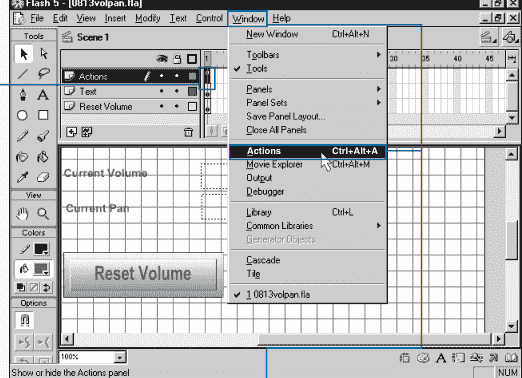 Flash 5 - [0813volpan.fla]
File Edit View Insert Modify Text Control Window Help
Tools
Scene 1
New Window Ctrl+Alt+N
Toolbars
Tools
30 35 40 45
Actions
Text
Reset Volume
Panels
Panel Sets
Save Panel Layout...
Close All Panels
Actions Ctrl+Alt+A
Movie Explorer Ctrl+Alt+M
Output
Debugger
Current Volume
Current Pan
View
Library Ctrl+L
Common Libraries
Generator Objects
Colors
Cascade
Tile
Reset Volume
1 0813volpan.fla
Options
100%
Show or hide the Actions panel
NUM